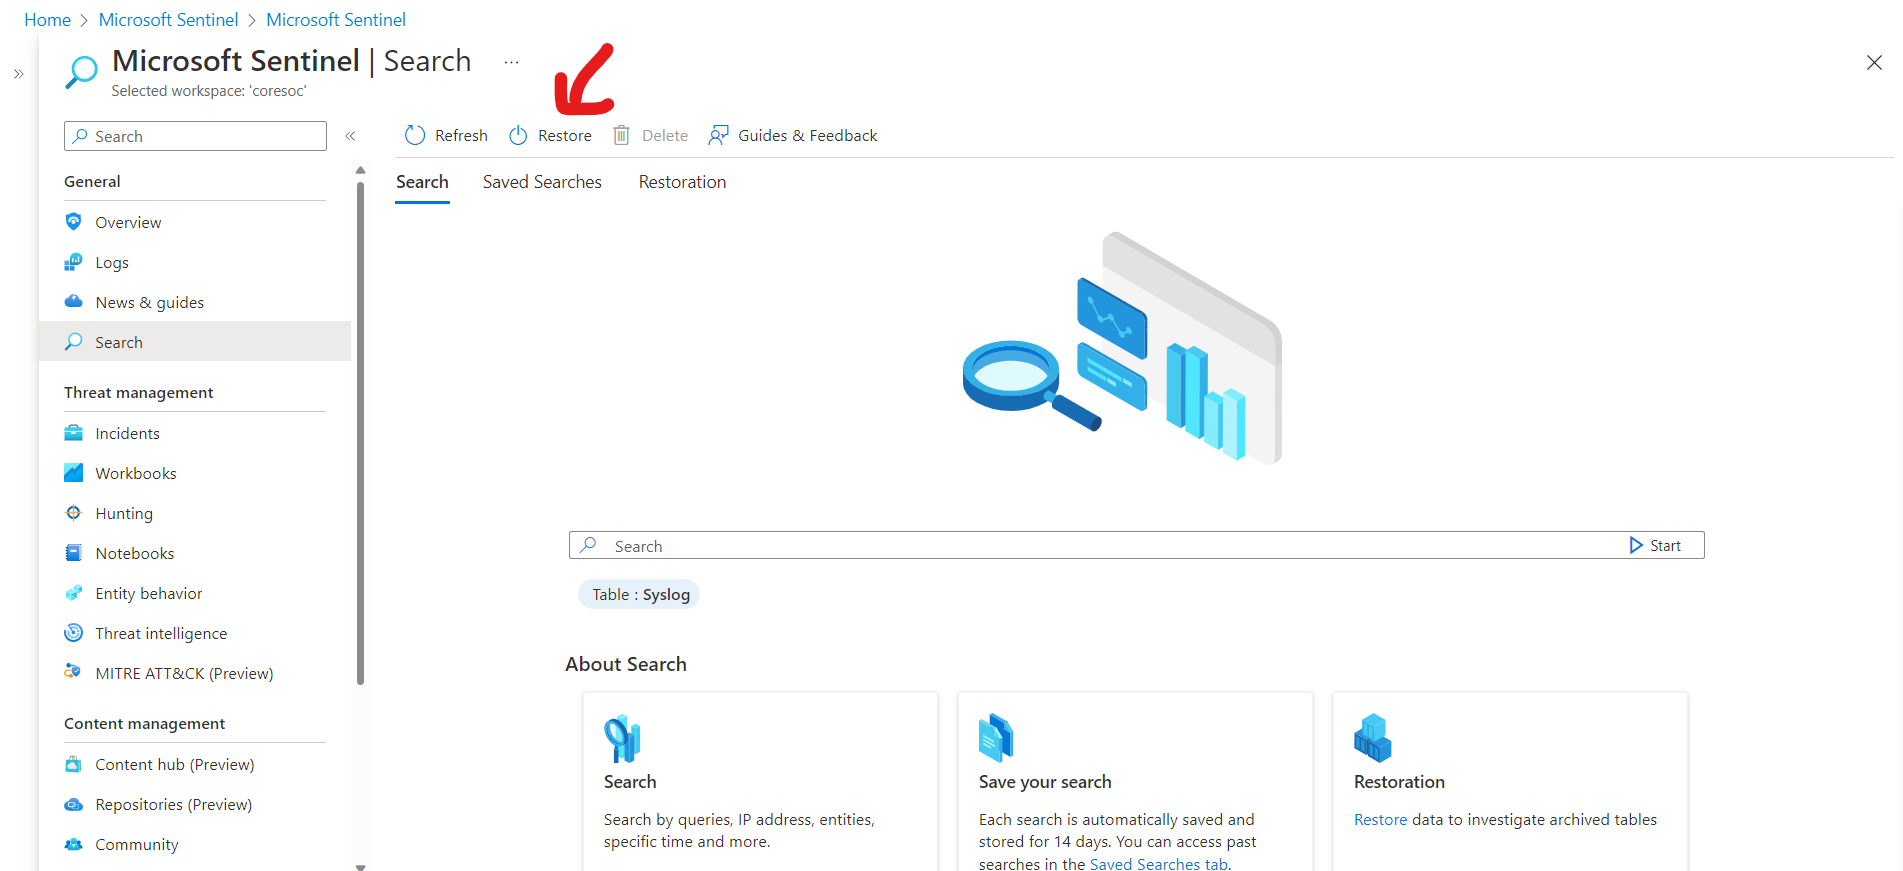 Home > Microsoft Sentinel > Microsoft Sentinel
Microsoft Sentinel | Search ...
Selected workspace: 'coresoc'
Search
Refresh Restore Delete Guides & Feedback
General
Overview
Logs
News & guides
Search
Threat management
Incidents
Workbooks
Hunting
Notebooks
Entity behavior
Threat intelligence
MITRE ATT&CK (Preview)
Content management
Content hub (Preview)
Repositories (Preview)
Community
Search Saved Searches Restoration
Search Start
Table : Syslog
About Search
Search
Search by queries, IP address, entities,
specific time and more.
Save your search
Each search is automatically saved and
stored for 14 days. You can access past
searches in the Saved Searches tab.
Restoration
Restore data to investigate archived tables